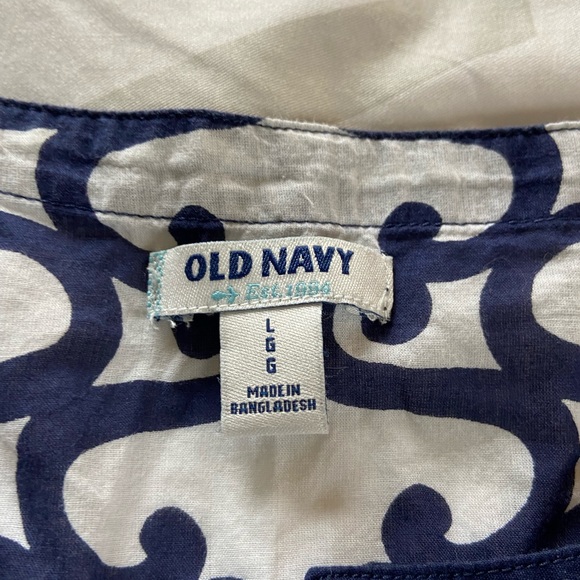 OLD NAVY
Est. 1994
L
G
G
MADE IN
BANGLADESH